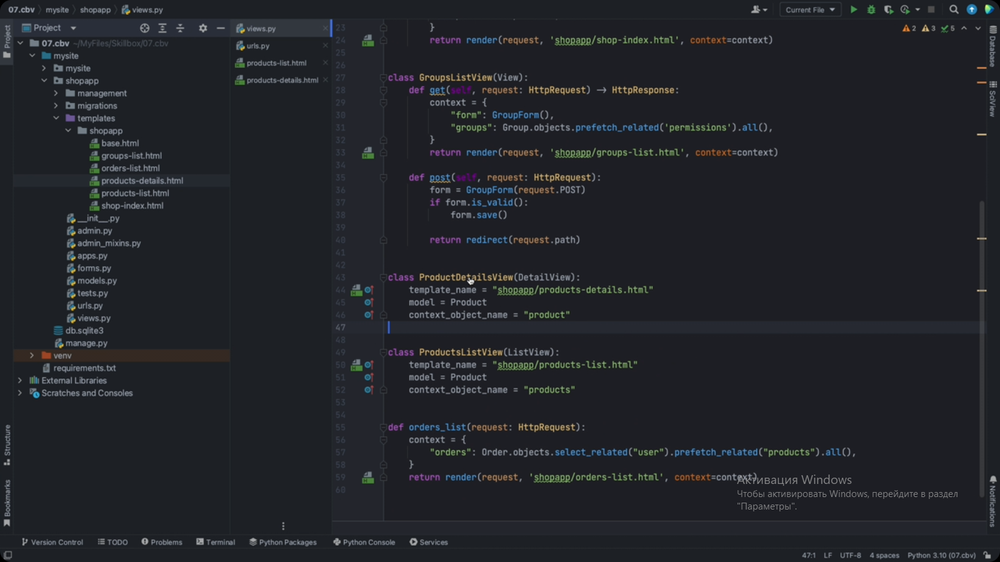 07.cbv mysite shopapp views.py
Current File
Project
Project
07.cbv ~/MyFiles/Skillbox/07.cbv
mysite
mysite
shopapp
management
migrations
templates
shopapp
base.html
groups-list.html
orders-list.html
products-details.html
products-list.html
shop-index.html
__init__.py
admin.py
admin_mixins.py
apps.py
forms.py
models.py
tests.py
urls.py
views.py
db.sqlite3
manage.py
venv
requirements.txt
External Libraries
Scratches and Consoles
Structure
Bookmarks
views.py
urls.py
products-list.html
products-details.html
2 3 5
23 }
24 return render(request, 'shopapp/shop-index.html', context=context)
25
26
27 class GroupsListView(View):
28 def get(self, request: HttpRequest) → HttpResponse:
29 context = {
30 "form": GroupForm(),
31 "groups": Group.objects.prefetch_related('permissions').all(),
32 }
33 return render(request, 'shopapp/groups-list.html', context=context)
34
35 def post(self, request: HttpRequest):
36 form = GroupForm(request.POST)
37 if form.is_valid():
38 form.save()
39
40 return redirect(request.path)
41
42
43 class ProductDetailsView(DetailView):
44 template_name = "shopapp/products-details.html"
45 model = Product
46 context_object_name = "product"
47
48
49 class ProductsListView(ListView):
50 template_name = "shopapp/products-list.html"
51 model = Product
52 context_object_name = "products"
53
54
55 def orders_list(request: HttpRequest):
56 context = {
57 "orders": Order.objects.select_related("user").prefetch_related("products").all(),
58 }
59 return render(request, 'shopapp/orders-list.html', context=context)
60
Активация Windows
Чтобы активировать Windows, перейдите в раздел
"Параметры".
Database
SciView
Notifications
Version Control TODO Problems Terminal Python Packages Python Console Services
47:1 LF UTF-8 4 spaces Python 3.10 (07.cbv)